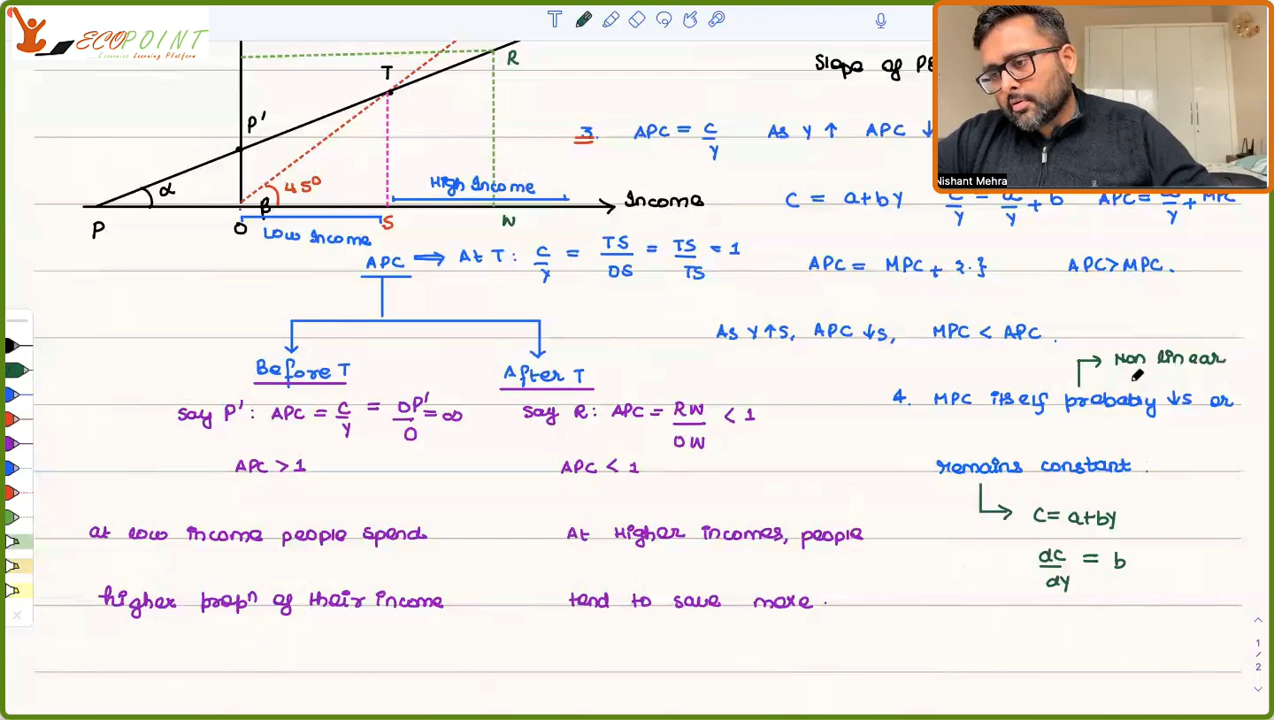 ECOPOINT
Economics Learning Platform
T
R
P'
α
45°
High Income
B
P
O
S
W
Income
Low Income
Slope of
3. APC = C/Y As Y ↑ APC ↓
C = a+by C/Y = a/Y + b APC = a/Y + MPC
APC ⟹ At T: C/Y = TS/OS = TS/TS = 1
APC = MPC + {·} APC > MPC.
As Y↑s, APC ↓s, MPC < APC.
Before T
After T
Non linear
say P': APC = C/Y = OP'/O = ∞
say R: APC = RW/OW < 1
4. MPC itself probably ↓s or
remains constant.
APC > 1
APC < 1
C = a+by
dC/dy = b
at low income people spend
higher propⁿ of their income
At Higher incomes, people
tend to save more.
Nishant Mehra
1
/
2